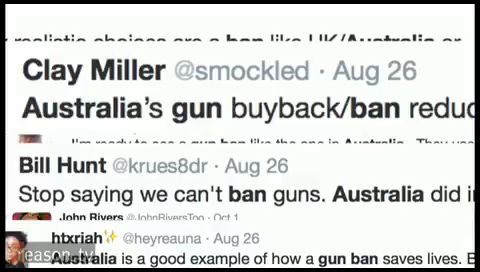 realistic choices are a ban like UK/Australia or
Clay Miller @smockled · Aug 26
Australia's gun buyback/ban reduc
I'm ready to see a gun ban like the one in Australia. They use
Bill Hunt @krues8dr · Aug 26
Stop saying we can't ban guns. Australia did i
John Rivers @JohnRiversToo · Oct 1
htxriah✨ @heyreauna · Aug 26
reason.tv
Australia is a good example of how a gun ban saves lives. B